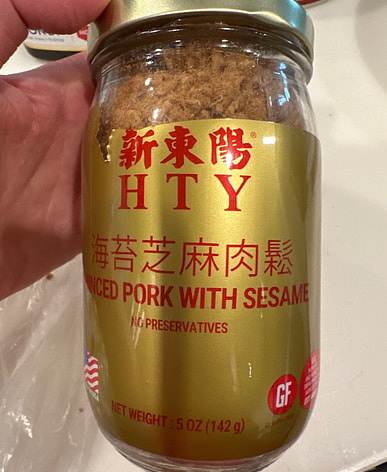 新東陽®
HTY
海苔芝麻肉鬆
NCED PORK WITH SESAME
NO PRESERVATIVES
GF
NET WEIGHT : 5 OZ (142 g)